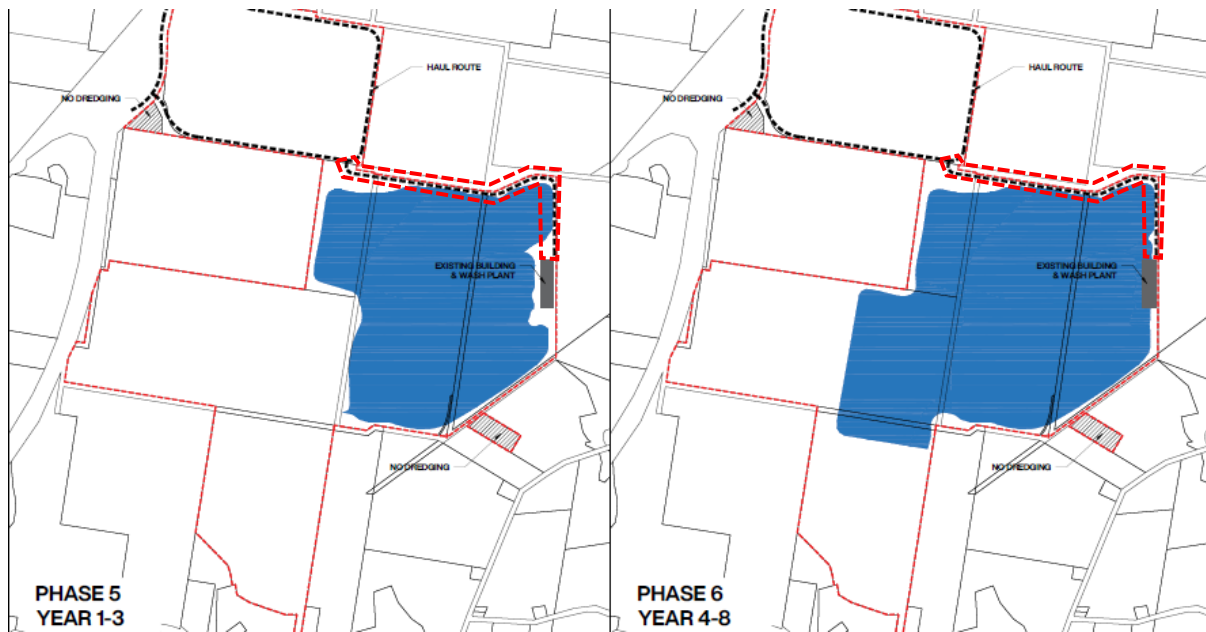 HAUL ROUTE
NO DREDGING
EXISTING BUILDING
& WASH PLANT
NO DREDGING
PHASE 5
YEAR 1-3
HAUL ROUTE
NO DREDGING
EXISTING BUILDING
& WASH PLANT
NO DREDGING
PHASE 6
YEAR 4-8